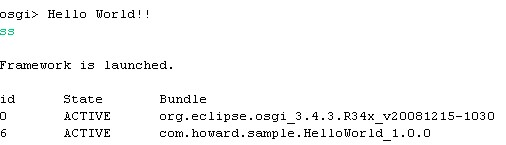 osgi> Hello World!!
ss
Framework is launched.
id State Bundle
0 ACTIVE org.eclipse.osgi_3.4.3.R34x_v20081215-1030
6 ACTIVE com.howard.sample.HelloWorld_1.0.0